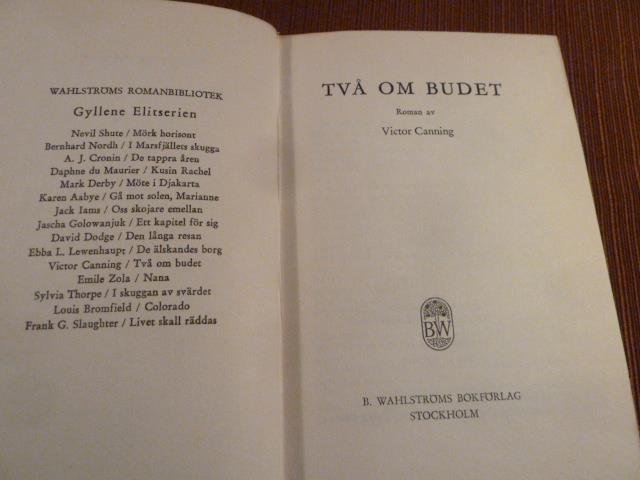 WAHLSTRÖMS ROMANBIBLIOTEK
Gyllene Elitserien
Nevil Shute / Mörk horisont
Bernhard Nordh / I Marsfjällets skugga
A. J. Cronin / De tappra åren
Daphne du Maurier / Kusin Rachel
Mark Derby / Möte i Djakarta
Karen Aabye / Gå mot solen, Marianne
Jack Iams / Oss skojare emellan
Jascha Golowanjuk / Ett kapitel för sig
David Dodge / Den långa resan
Ebba L. Lewenhaupt / De älskandes borg
Victor Canning / Två om budet
Emile Zola / Nana
Sylvia Thorpe / I skuggan av svärdet
Louis Bromfield / Colorado
Frank G. Slaughter / Livet skall räddas
TVÅ OM BUDET
Roman av
Victor Canning
BW
B. WAHLSTRÖMS BOKFÖRLAG
STOCKHOLM